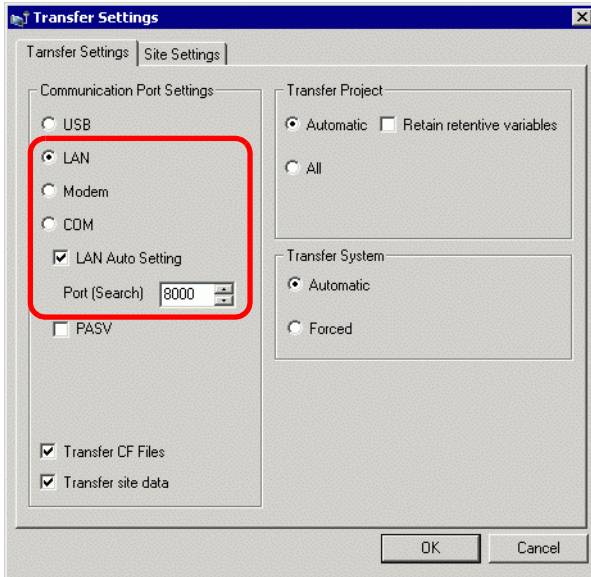 Transfer Settings
Tarnsfer Settings
Site Settings
Communication Port Settings
USB
LAN
Modem
COM
LAN Auto Setting
Port (Search) 8000
PASV
Transfer CF Files
Transfer site data
Transfer Project
Automatic Retain retentive variables
All
Transfer System
Automatic
Forced
OK
Cancel